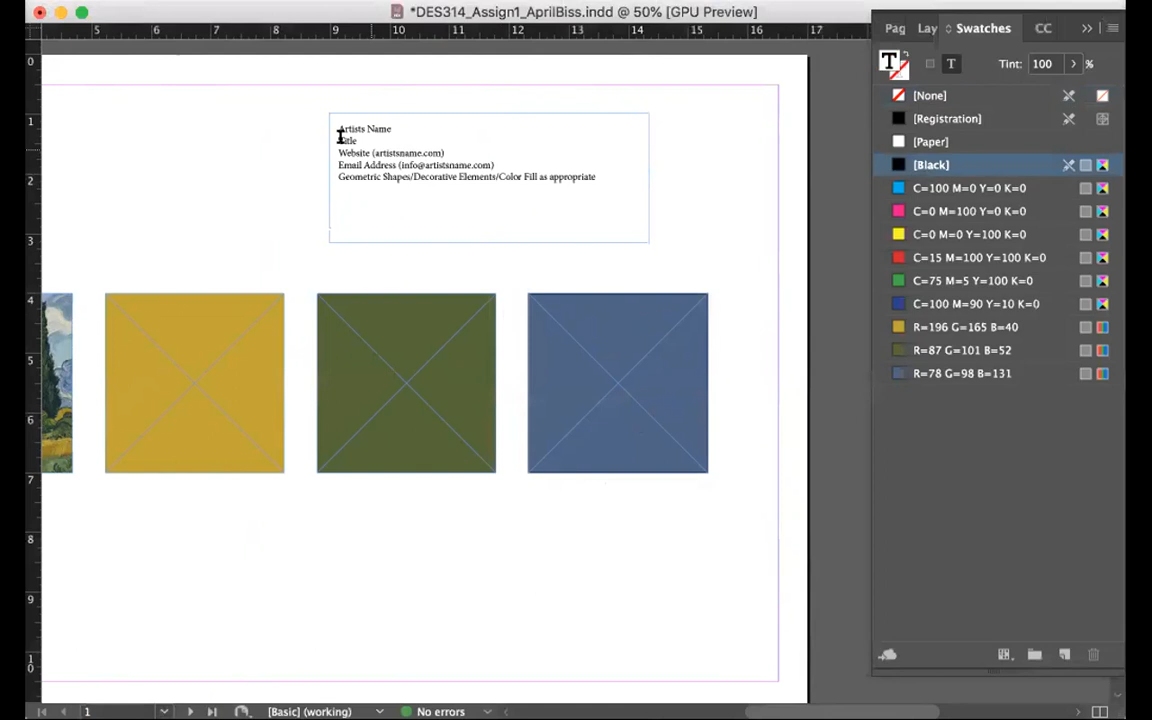 *DES314_Assign1_AprilBiss.indd @ 50% [GPU Preview]
5 6 7 8 9 10 11 12 13 14 15 16 17
0
1
2
3
4
5
6
7
8
9
10
Artists Name
Title
Website (artistsname.com)
Email Address (info@artistsname.com)
Geometric Shapes/Decorative Elements/Color Fill as appropriate
Pag Lay Swatches CC
T T Tint: 100 %
[None]
[Registration]
[Paper]
[Black]
C=100 M=0 Y=0 K=0
C=0 M=100 Y=0 K=0
C=0 M=0 Y=100 K=0
C=15 M=100 Y=100 K=0
C=75 M=5 Y=100 K=0
C=100 M=90 Y=10 K=0
R=196 G=165 B=40
R=87 G=101 B=52
R=78 G=98 B=131
1 [Basic] (working) No errors